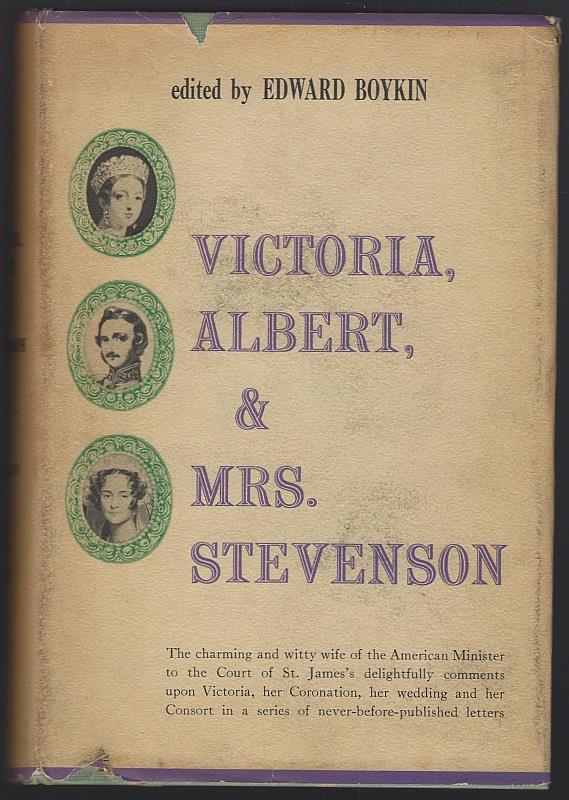 edited by EDWARD BOYKIN
VICTORIA,
ALBERT,
&
MRS.
STEVENSON
The charming and witty wife of the American Minister
to the Court of St. James's delightfully comments
upon Victoria, her Coronation, her wedding and her
Consort in a series of never-before-published letters